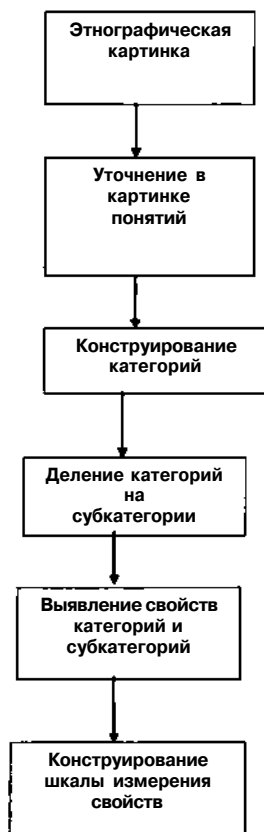 Этнографическая
картинка
Уточнение в
картинке
понятий
Конструирование
категорий
Деление категорий
на
субкатегории
Выявление свойств
категорий и
субкатегорий
Конструирование
шкалы измерения
свойств